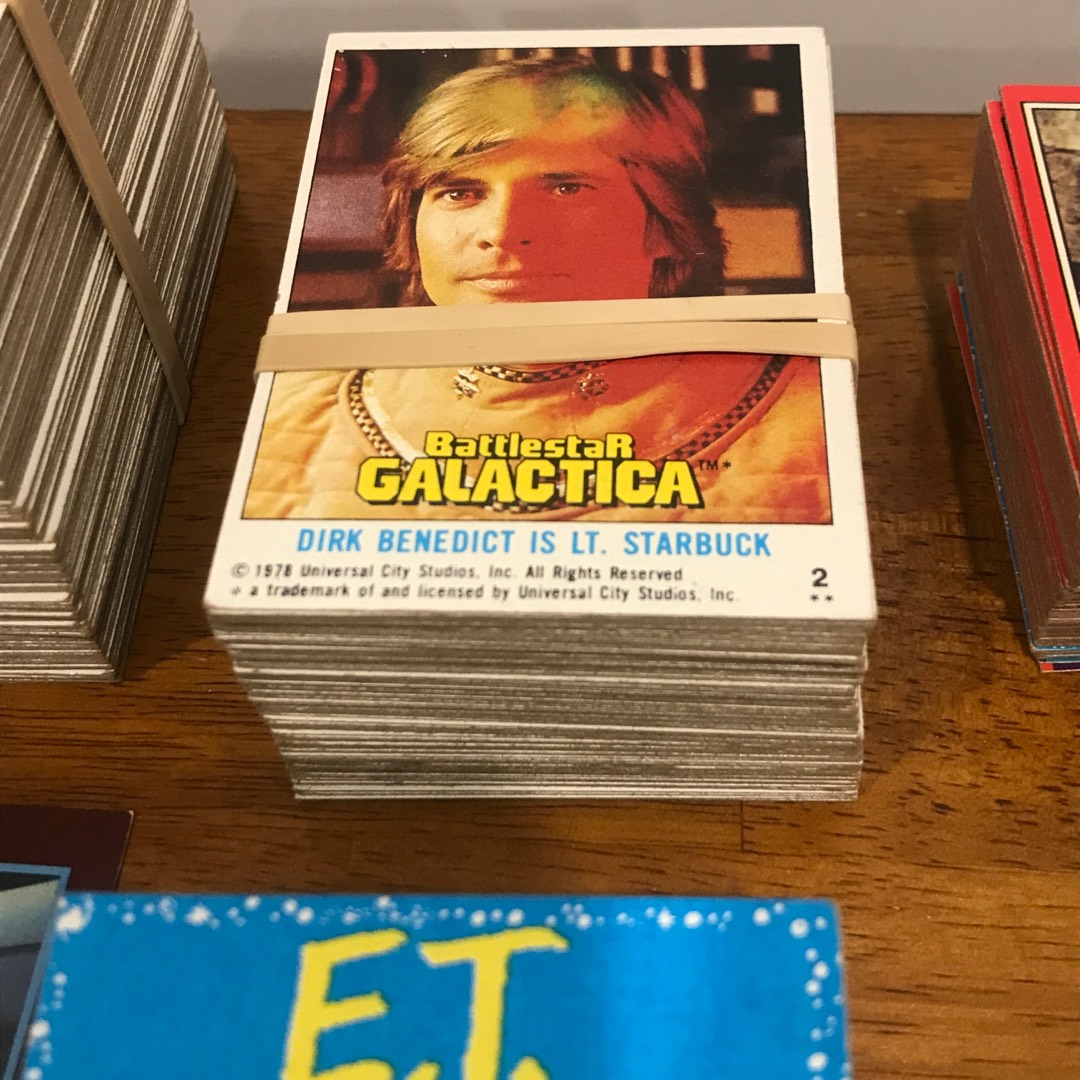 BattlestaR
GALACTICA™*
DIRK BENEDICT IS LT. STARBUCK
© 1978 Universal City Studios, Inc. All Rights Reserved
* a trademark of and licensed by Universal City Studios, Inc.
2
**
E.T.